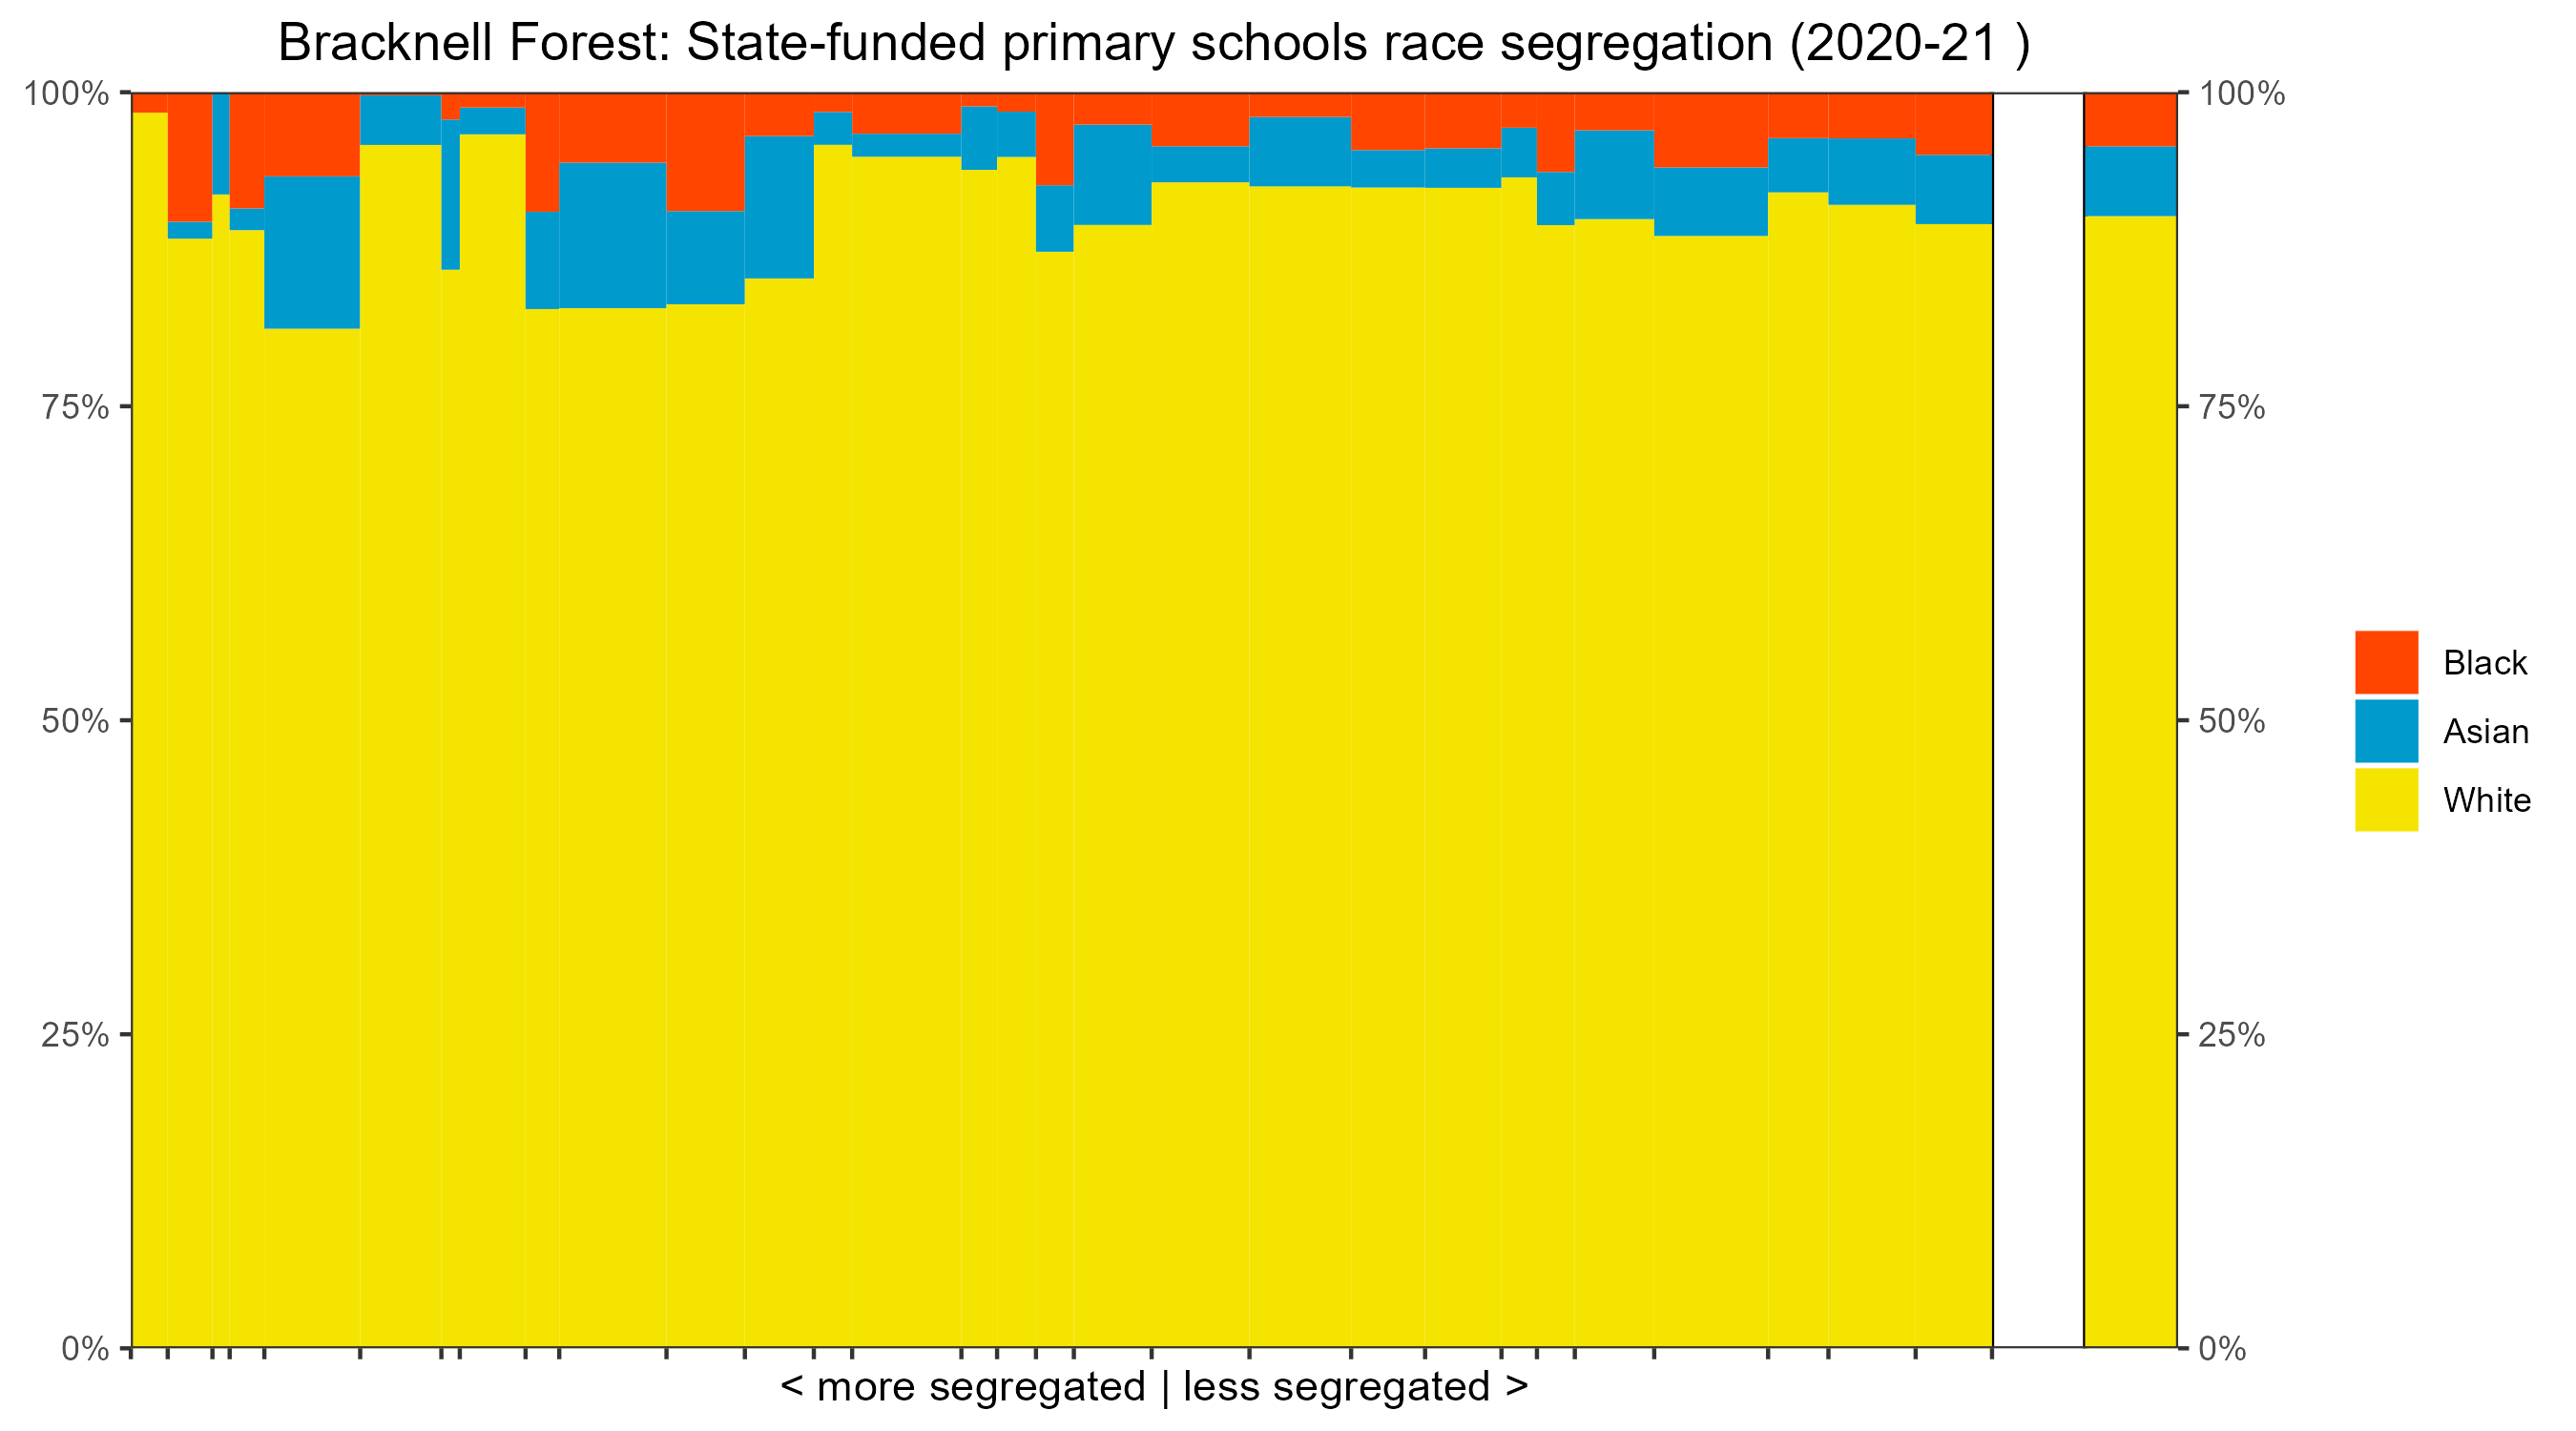 Bracknell Forest: State-funded primary schools race segregation (2020-21 )
100%
75%
50%
25%
0%
100%
75%
50%
25%
0%
Black
Asian
White
< more segregated | less segregated >